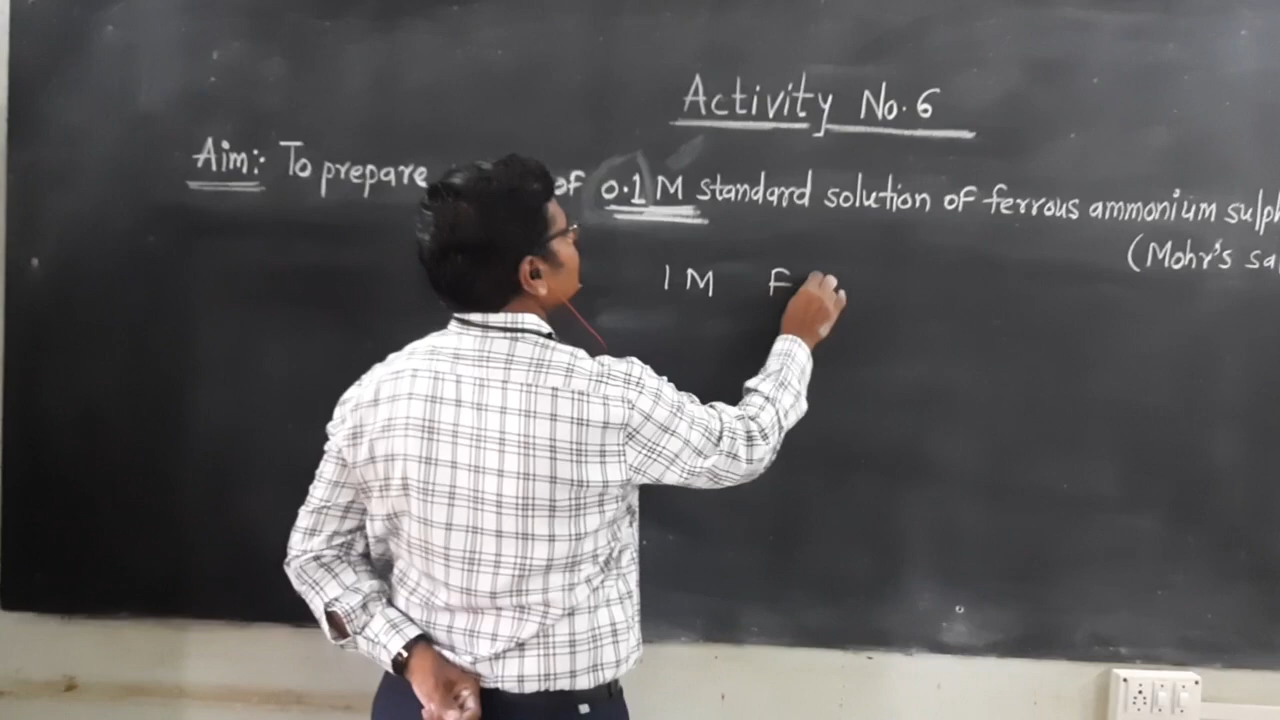 Activity No. 6
Aim: To prepare of 0.1 M standard solution of ferrous ammonium sulph
(Mohr's sa
1 M F